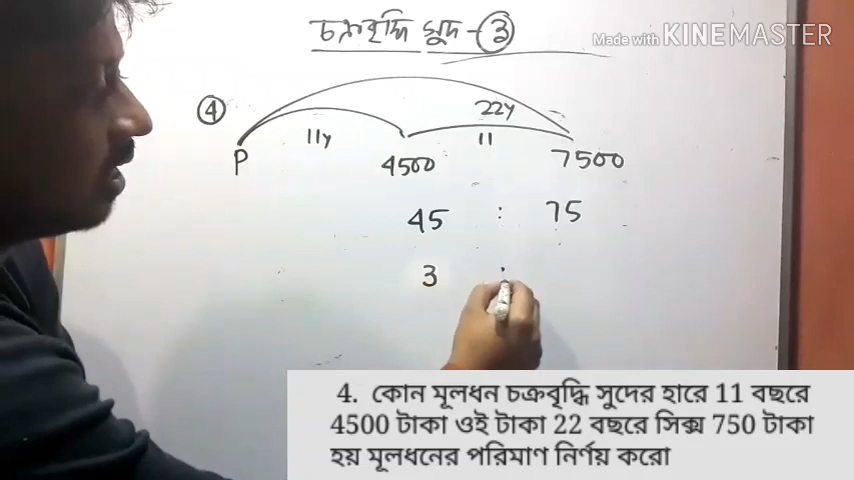 চক্রবৃদ্ধি সুদ - ③
Made with KINEMASTER
④
22y
11y
11
P
4500
7500
45 : 75
3 :
4. কোন মূলধন চক্রবৃদ্ধি সুদের হারে 11 বছরে
4500 টাকা ওই টাকা 22 বছরে সিক্স 750 টাকা
হয় মূলধনের পরিমাণ নির্ণয় করো